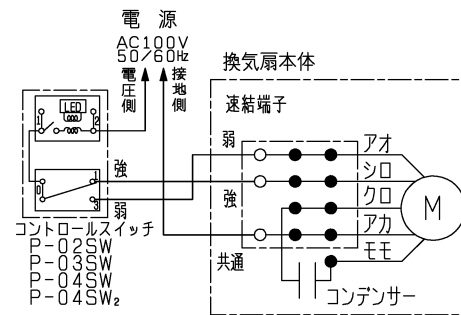 電源
AC100V
50/60Hz
電圧側
接地側
換気扇本体
速結端子
LED
1
2
強
0
1
3
弱
コントロールスイッチ
P-02SW
P-03SW
P-04SW
P-04SW₂
弱
強
共通
アオ
シロ
クロ
アカ
モモ
M
コンデンサー